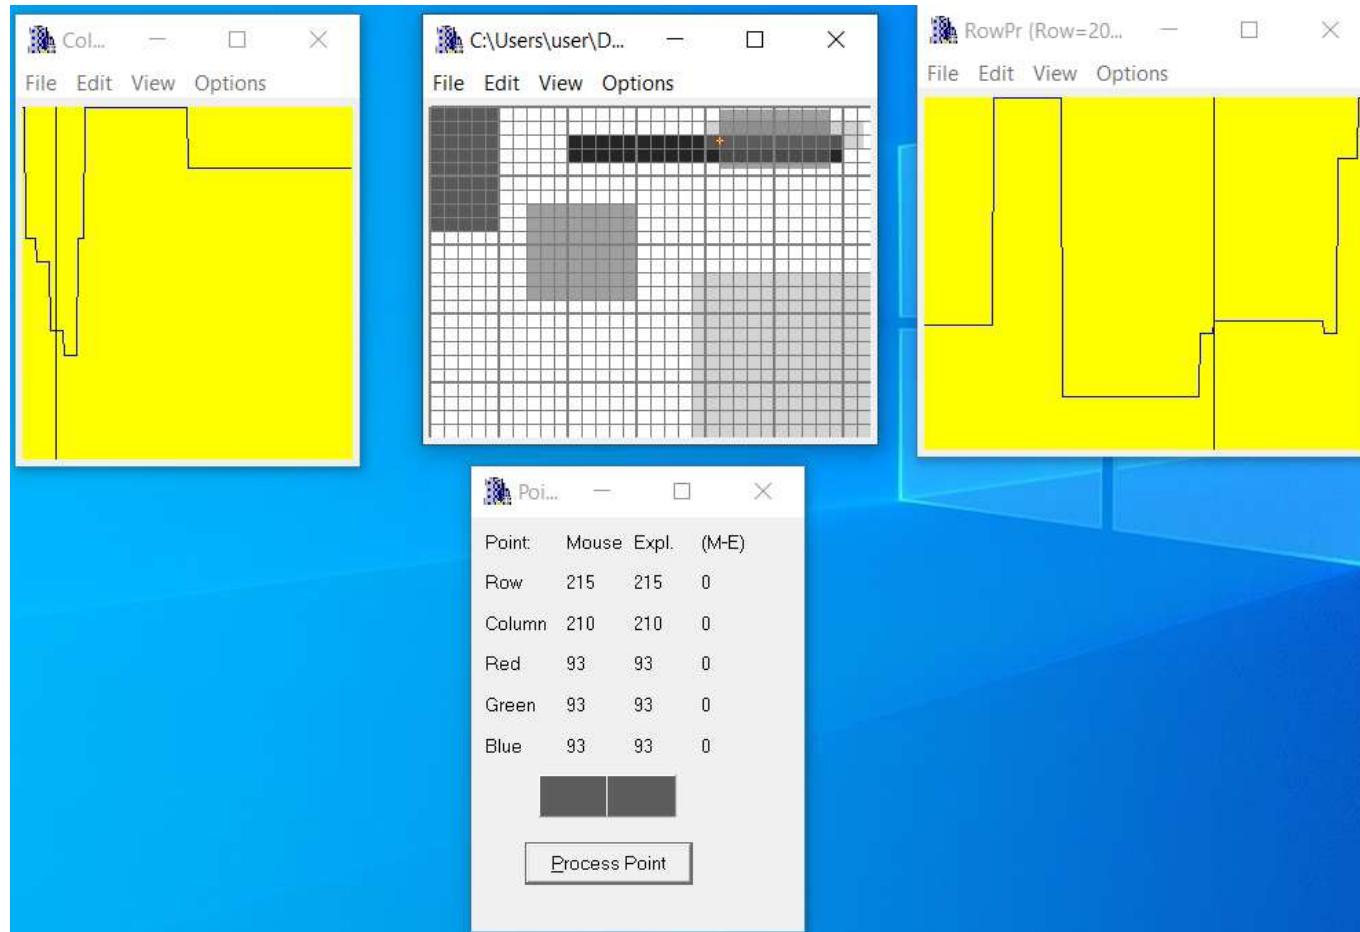 Col...
File Edit View Options
C:\Users\user\D...
File Edit View Options
RowPr (Row=20...
File Edit View Options
Poi...
Point: Mouse Expl. (M-E)
Row 215 215 0
Column 210 210 0
Red 93 93 0
Green 93 93 0
Blue 93 93 0
Process Point